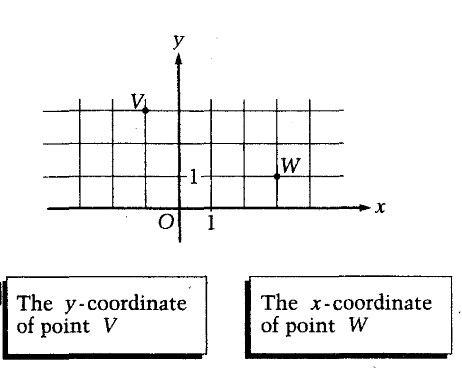 y
V
W
1
x
O
1
The y-coordinate
of point V
The x-coordinate
of point W